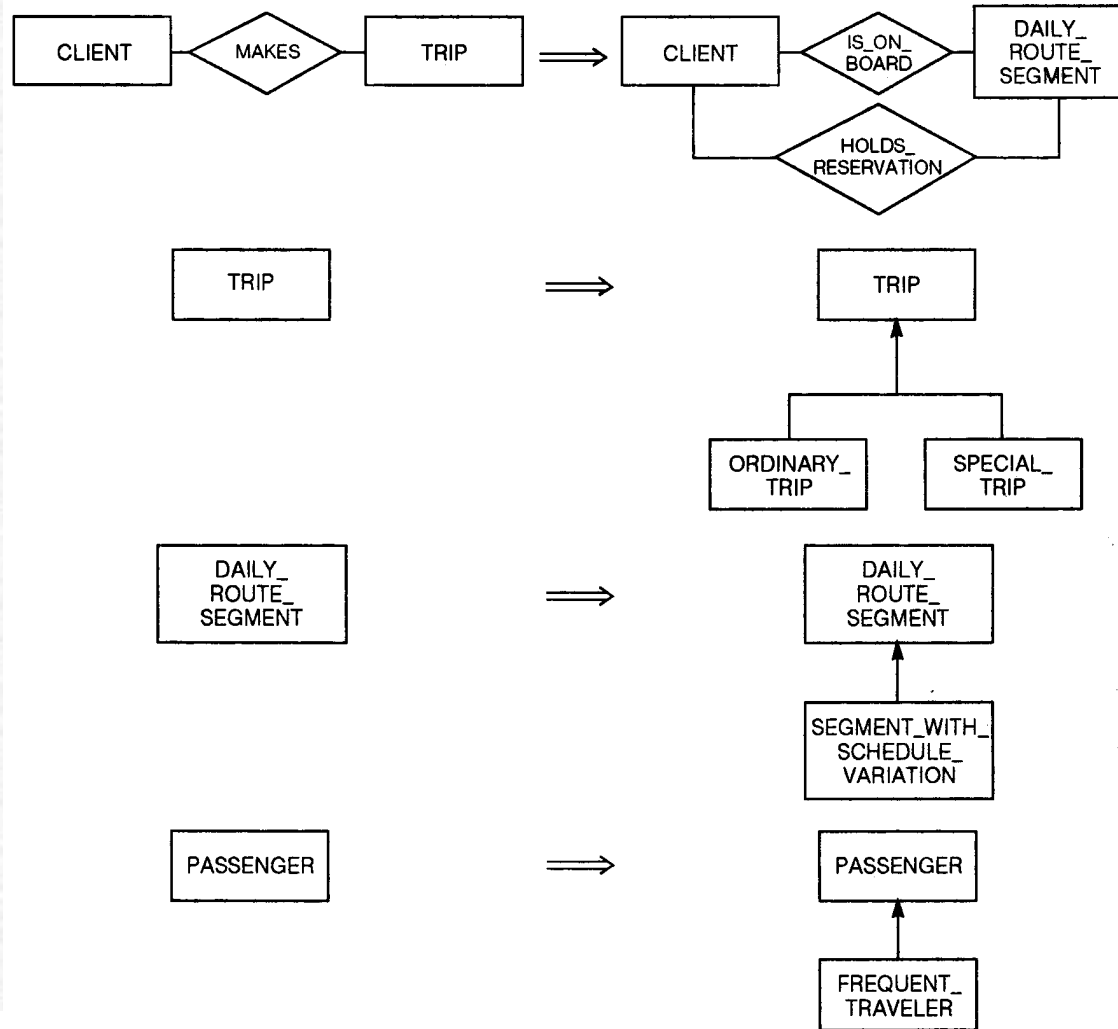 CLIENT
MAKES
TRIP
CLIENT
IS_ON_
BOARD
DAILY_
ROUTE_
SEGMENT
HOLDS_
RESERVATION
TRIP
TRIP
ORDINARY_
TRIP
SPECIAL_
TRIP
DAILY_
ROUTE_
SEGMENT
DAILY_
ROUTE_
SEGMENT
SEGMENT_WITH_
SCHEDULE_
VARIATION
PASSENGER
PASSENGER
FREQUENT_
TRAVELER